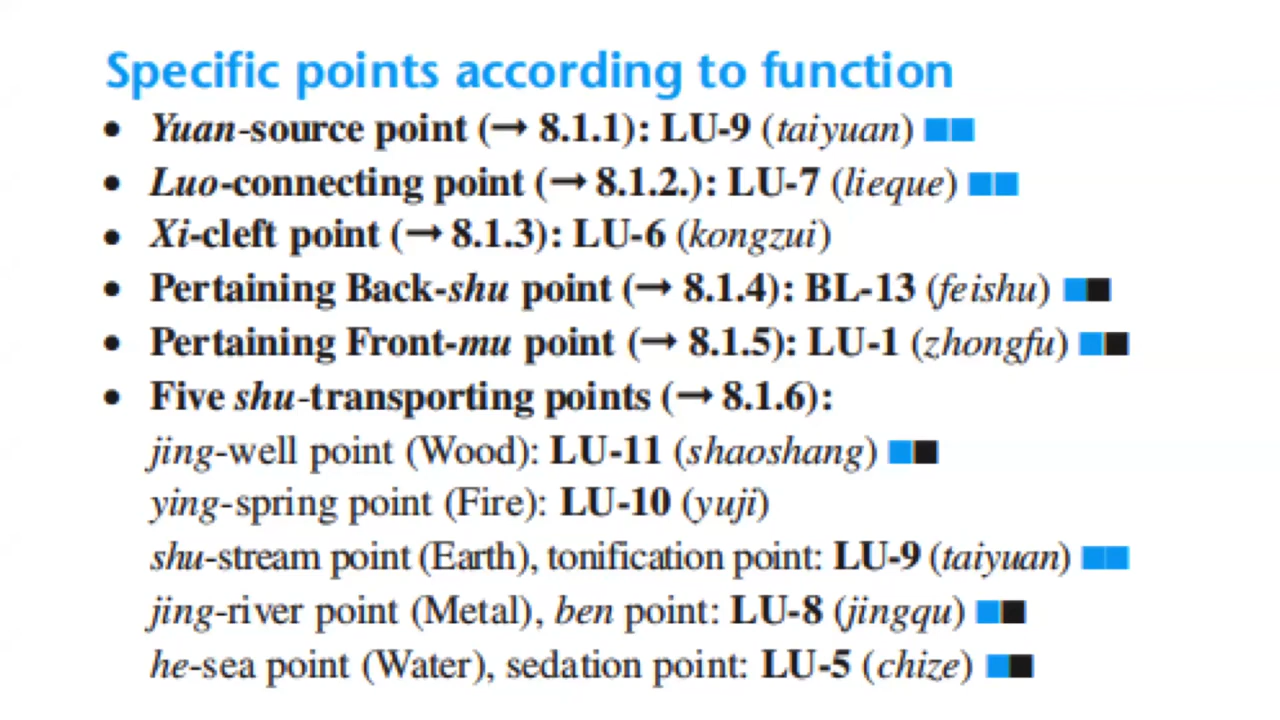 Specific points according to function
• Yuan-source point (→ 8.1.1): LU-9 (taiyuan)
• Luo-connecting point (→ 8.1.2.): LU-7 (lieque)
• Xi-cleft point (→ 8.1.3): LU-6 (kongzui)
• Pertaining Back-shu point (→ 8.1.4): BL-13 (feishu)
• Pertaining Front-mu point (→ 8.1.5): LU-1 (zhongfu)
• Five shu-transporting points (→ 8.1.6):
jing-well point (Wood): LU-11 (shaoshang)
ying-spring point (Fire): LU-10 (yuji)
shu-stream point (Earth), tonification point: LU-9 (taiyuan)
jing-river point (Metal), ben point: LU-8 (jingqu)
he-sea point (Water), sedation point: LU-5 (chize)